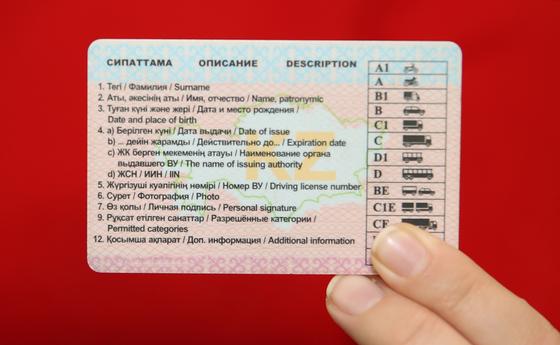 СИПАТТАМА ОПИСАНИЕ DESCRIPTION
1. Тегі / Фамилия / Surname
2. Аты, әкесінің аты / Имя, отчество / Name, patronymic
3. Туған күні және жері / Дата и место рождения /
Date and place of birth
4. a) Берілген күні / Дата выдачи / Date of issue
b) ... дейін жарамды / Действительно до... / Expiration date
c) ЖК берген мекеменің атауы / Наименование органа
выдавшего ВУ / The name of issuing authority
d) ЖСН / ИИН / IIN
5. Жүргізуші куәлігінің нөмірі / Номер ВУ / Driving license number
6. Сурет / Фотография / Photo
7. Өз қолы / Личная подпись / Personal signature
9. Рұқсат етілген санаттар / Разрешённые категории /
Permitted categories
12. Қосымша ақпарат / Доп. информация / Additional information
KZ
A1
A
B1
B
C1
C
D1
D
BE
C1E
CE